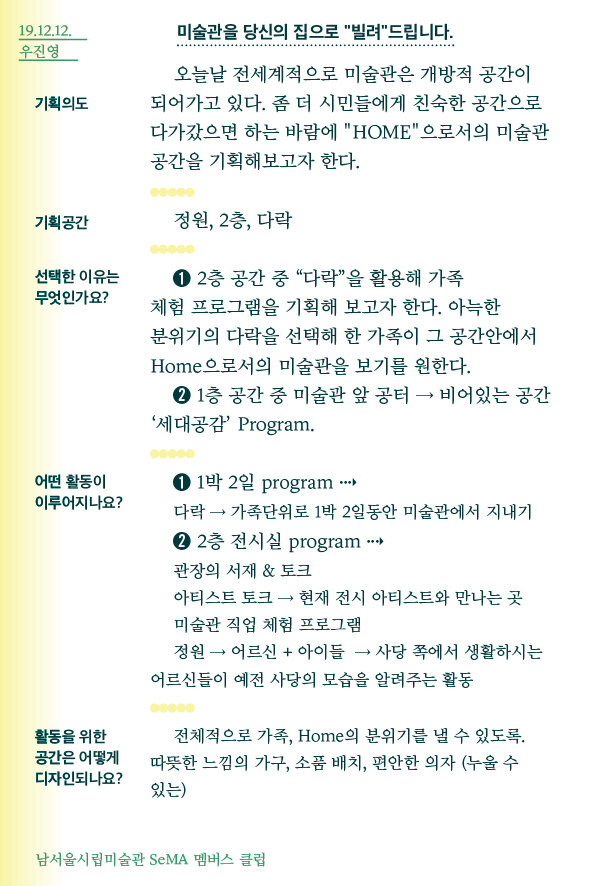 19.12.12.
우진영
미술관을 당신의 집으로 "빌려"드립니다.
기획의도
오늘날 전세계적으로 미술관은 개방적 공간이
되어가고 있다. 좀 더 시민들에게 친숙한 공간으로
다가갔으면 하는 바람에 "HOME"으로서의 미술관
공간을 기획해보고자 한다.
기획공간
정원, 2층, 다락
선택한 이유는
무엇인가요?
❶ 2층 공간 중 “다락”을 활용해 가족
체험 프로그램을 기획해 보고자 한다. 아늑한
분위기의 다락을 선택해 한 가족이 그 공간안에서
Home으로서의 미술관을 보기를 원한다.
❷ 1층 공간 중 미술관 앞 공터 → 비어있는 공간
‘세대공감’ Program.
어떤 활동이
이루어지나요?
❶ 1박 2일 program ⇢
다락 → 가족단위로 1박 2일동안 미술관에서 지내기
❷ 2층 전시실 program ⇢
관장의 서재 & 토크
아티스트 토크 → 현재 전시 아티스트와 만나는 곳
미술관 직업 체험 프로그램
정원 → 어르신 + 아이들 → 사당 쪽에서 생활하시는
어르신들이 예전 사당의 모습을 알려주는 활동
활동을 위한
공간은 어떻게
디자인되나요?
전체적으로 가족, Home의 분위기를 낼 수 있도록.
따뜻한 느낌의 가구, 소품 배치, 편안한 의자 (누울 수
있는)
남서울시립미술관 SeMA 멤버스 클럽